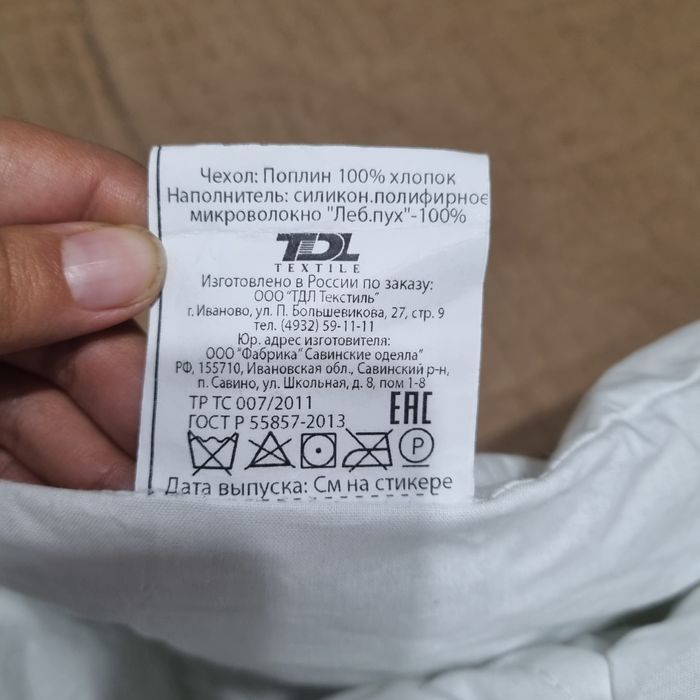 Чехол: Поплин 100% хлопок
Наполнитель: силикон.полифирное
микроволокно "Леб.пух"-100%
TDL
TEXTILE
Изготовлено в России по заказу:
ООО "ТДЛ Текстиль"
г. Иваново, ул. П. Большевикова, 27, стр. 9
тел. (4932) 59-11-11
Юр. адрес изготовителя:
ООО "Фабрика" Савинские одеяла"
РФ, 155710, Ивановская обл., Савинский р-н,
п. Савино, ул. Школьная, д. 8, пом 1-8
ТР ТС 007/2011
ГОСТ Р 55857-2013
EAC
P
Дата выпуска: См на стикере